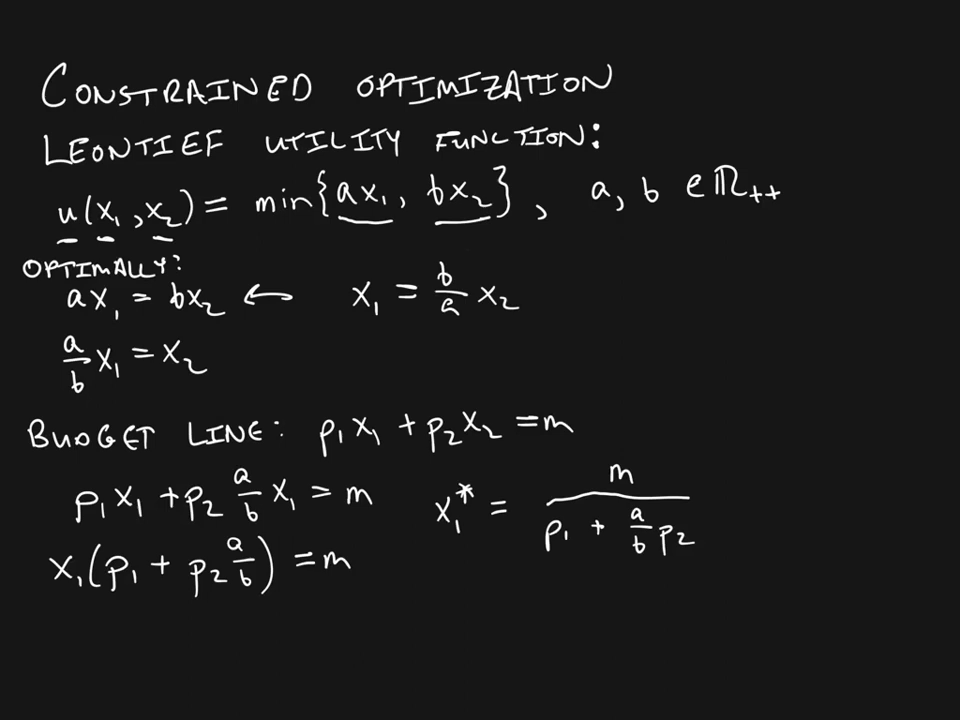 CONSTRAINED OPTIMIZATION
LEONTIEF UTILITY FUNCTION:
u(x₁,x₂) = min{ax₁, bx₂}, a, b ∈ ℝ₊₊
OPTIMALLY:
ax₁ = bx₂ ← x₁ = b/a x₂
a/b x₁ = x₂
BUDGET LINE: p₁x₁ + p₂x₂ = m
p₁x₁ + p₂ a/b x₁ = m
x₁(p₁ + p₂ a/b) = m
x₁* = m/(p₁ + a/b p₂)